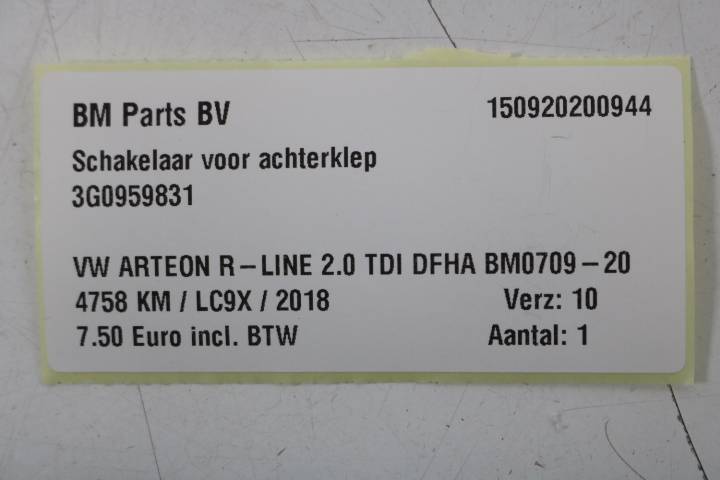 BM Parts BV 150920200944
Schakelaar voor achterklep
3G0959831
VW ARTEON R-LINE 2.0 TDI DFHA BM0709-20
4758 KM / LC9X / 2018 Verz: 10
7.50 Euro incl. BTW Aantal: 1